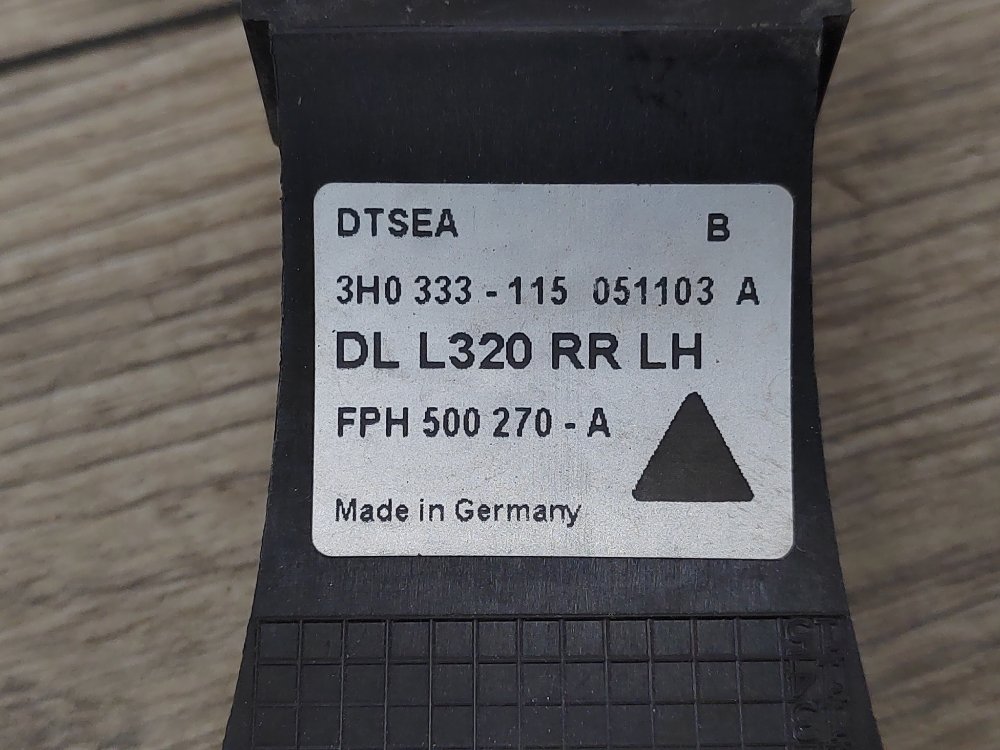 DTSEA B
3H0 333 - 115 051103 A
DL L320 RR LH
FPH 500 270 - A
Made in Germany